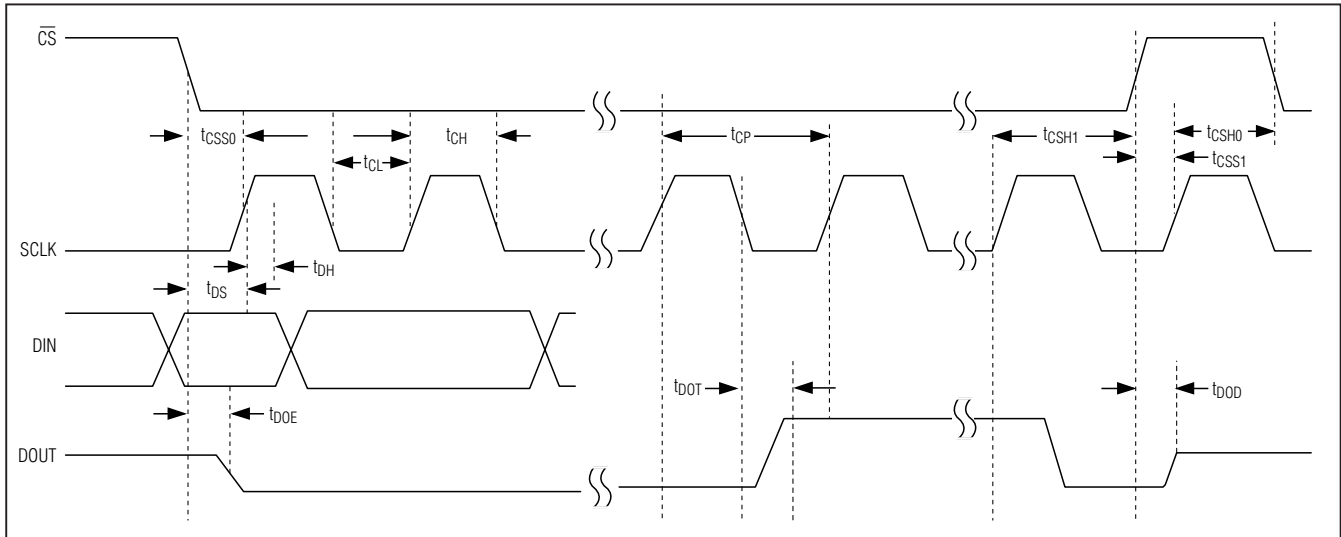 CS
tCSS0
tCH
tCL
tCP
tCSH1
tCSH0
tCSS1
SCLK
tDH
tDS
DIN
tDOT
tDOE
tDOD
DOUT